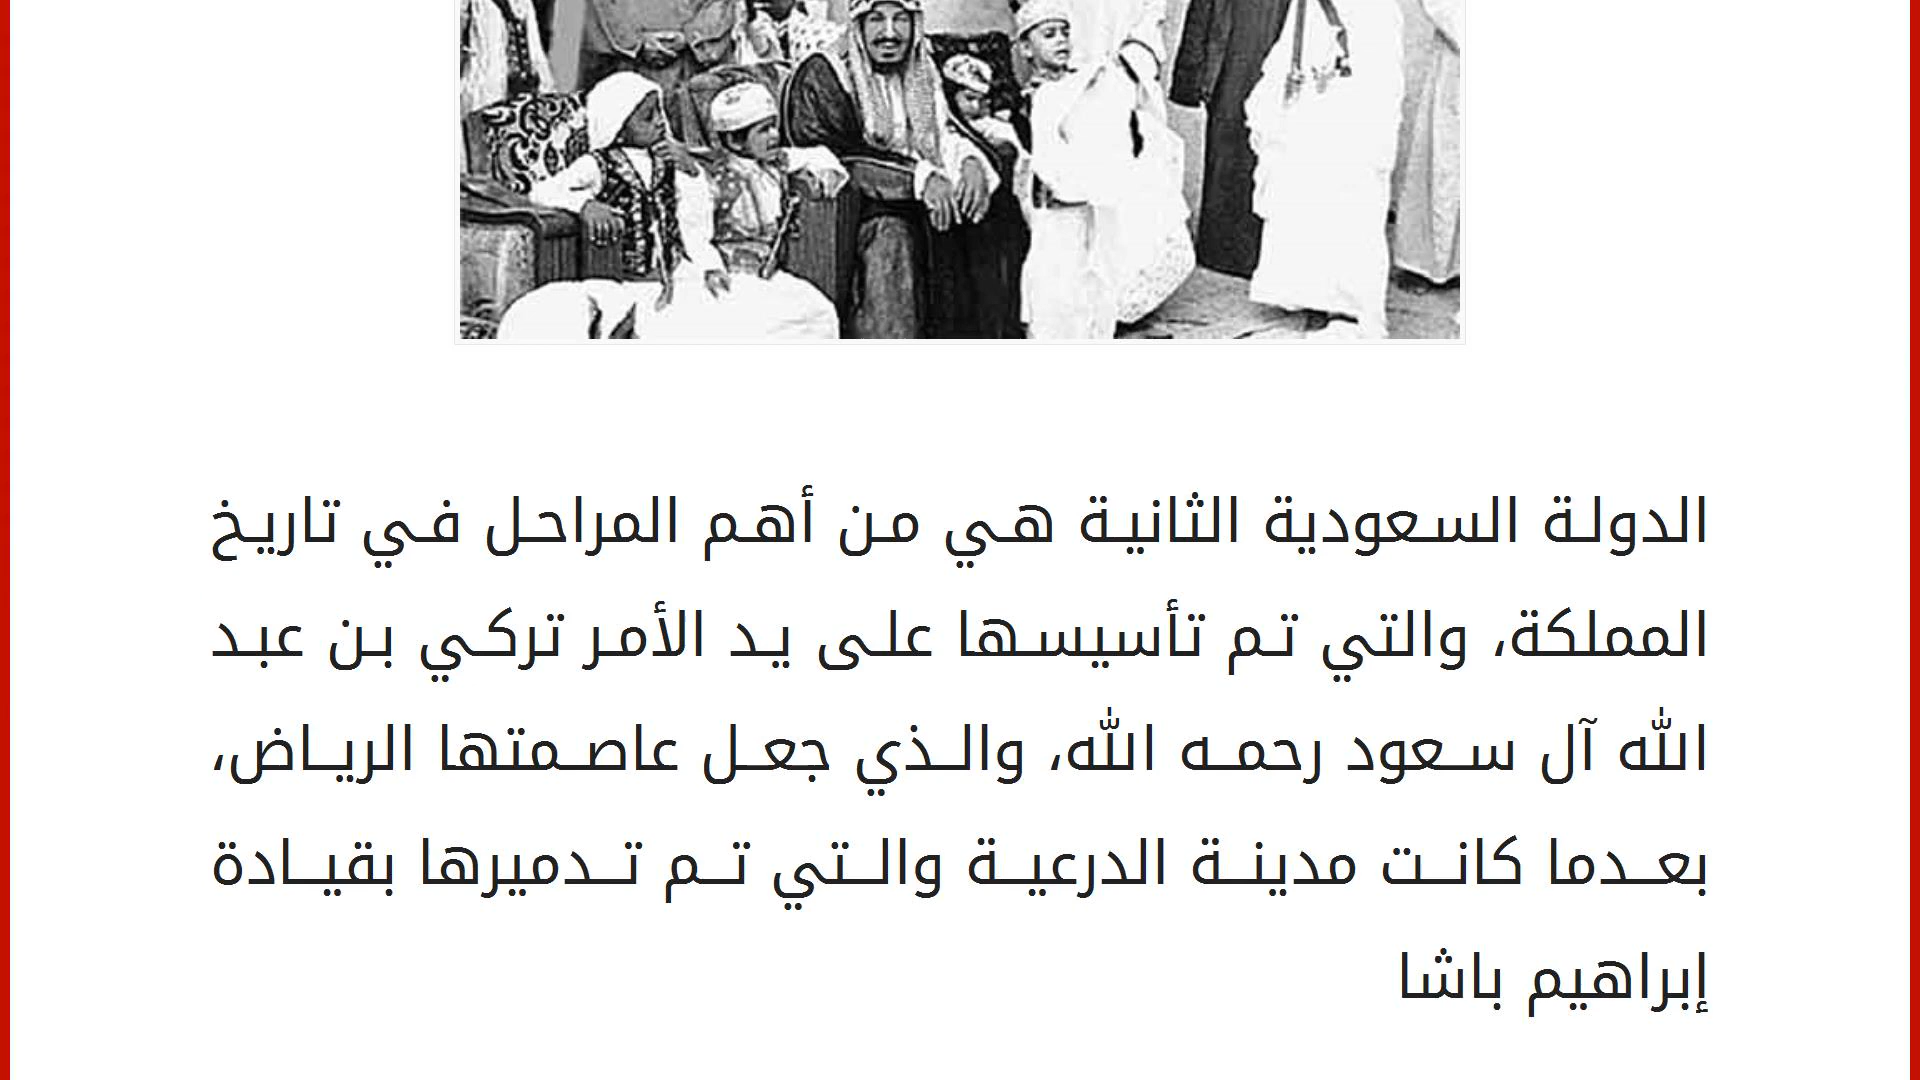 الدولة السعودية الثانية هي من أهم المراحل في تاريخ
المملكة، والتي تم تأسيسها على يد الأمر تركي بن عبد
الله آل سعود رحمه الله، والذي جعل عاصمتها الرياض،
بعدما كانت مدينة الدرعية والتي تم تدميرها بقيادة
إبراهيم باشا